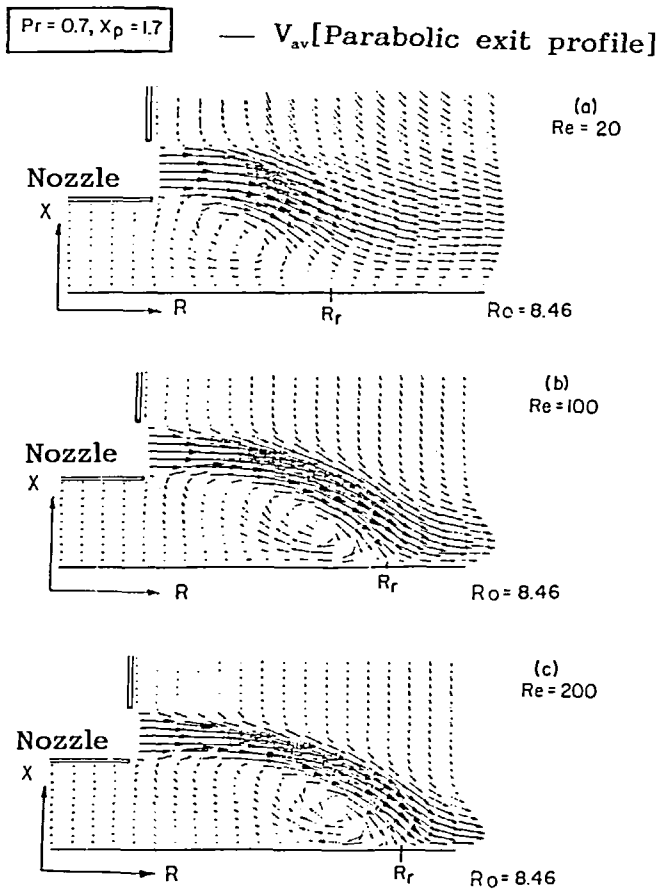 Pr = 0.7, Xp = 1.7
— Vav[Parabolic exit profile]
(a)
Re = 20
Nozzle
X
R
Rr
Ro = 8.46
(b)
Re = 100
Nozzle
X
R
Rr
Ro = 8.46
(c)
Re = 200
Nozzle
X
R
Rr
Ro = 8.46